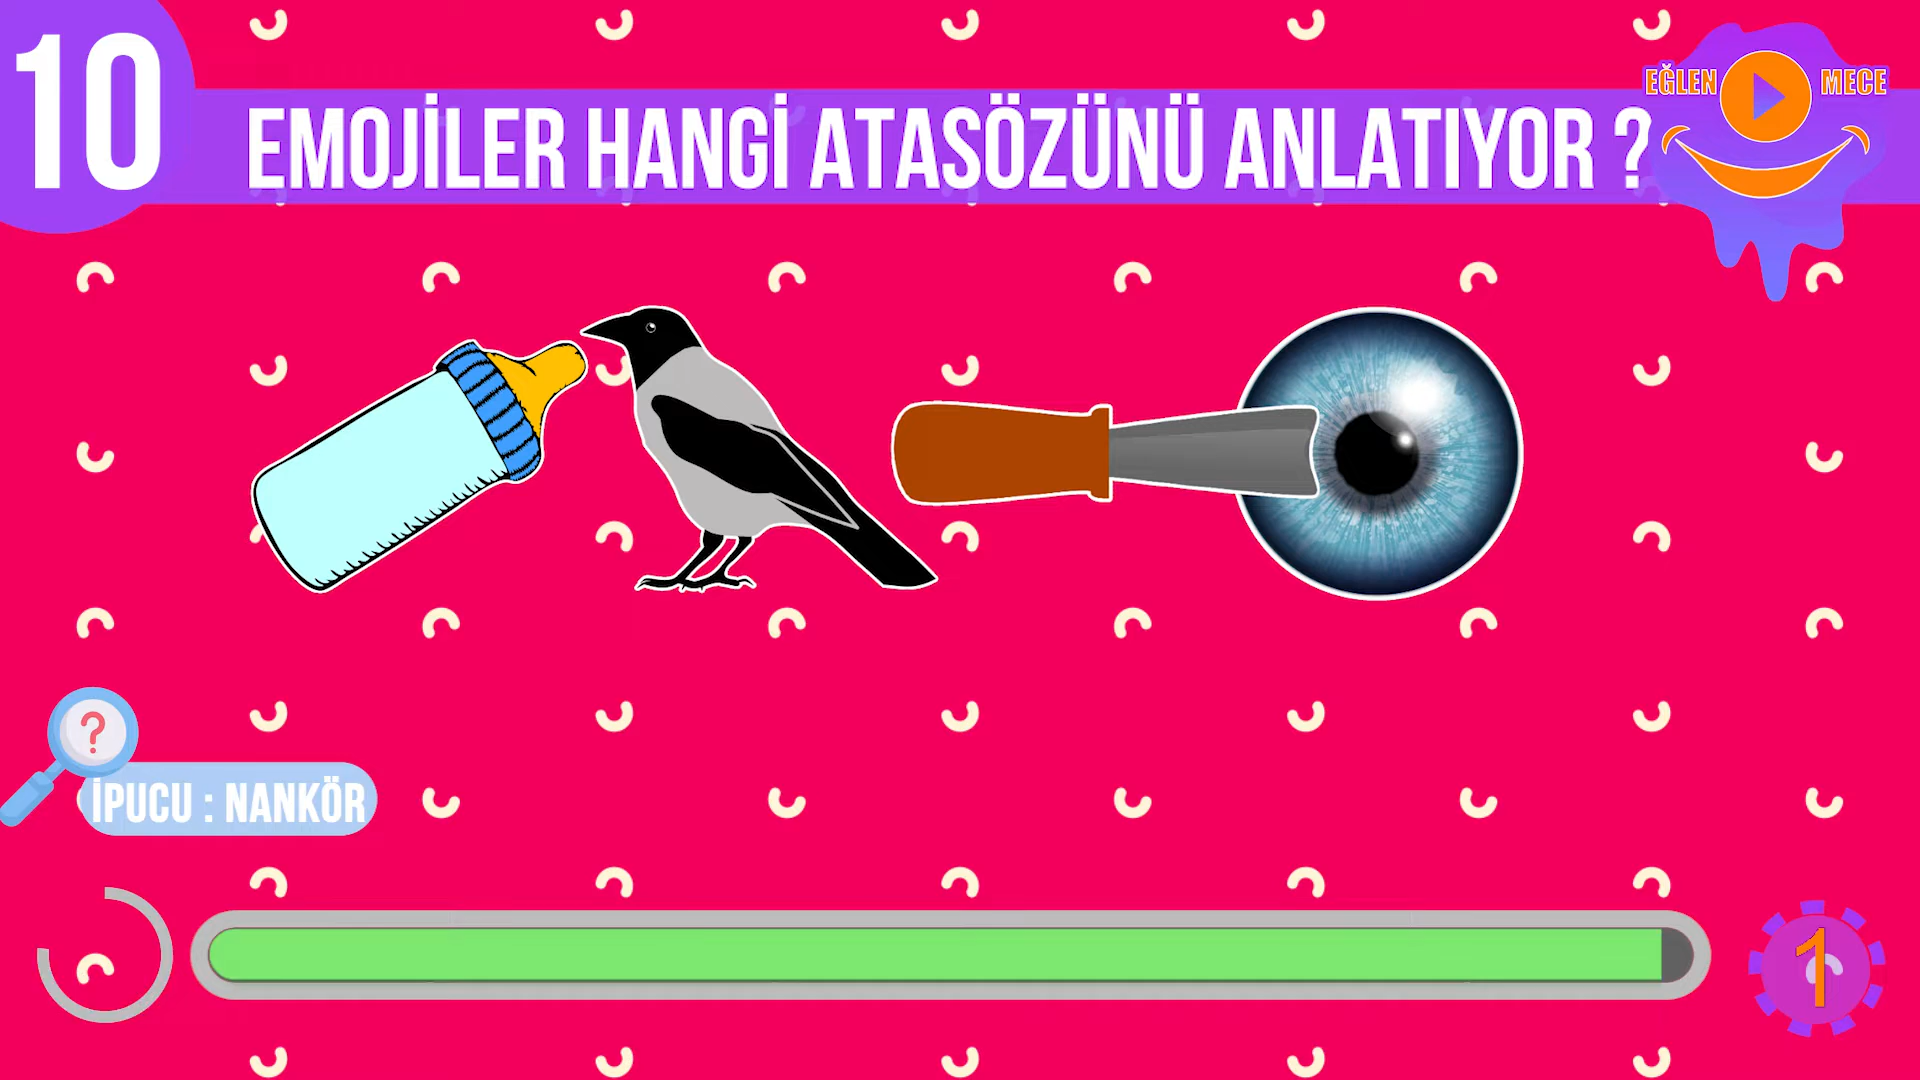 10
EMOJİLER HANGİ ATASÖZÜNÜ ANLATIYOR ?
EĞLEN MECE
?
İPUCU : NANKÖR
1